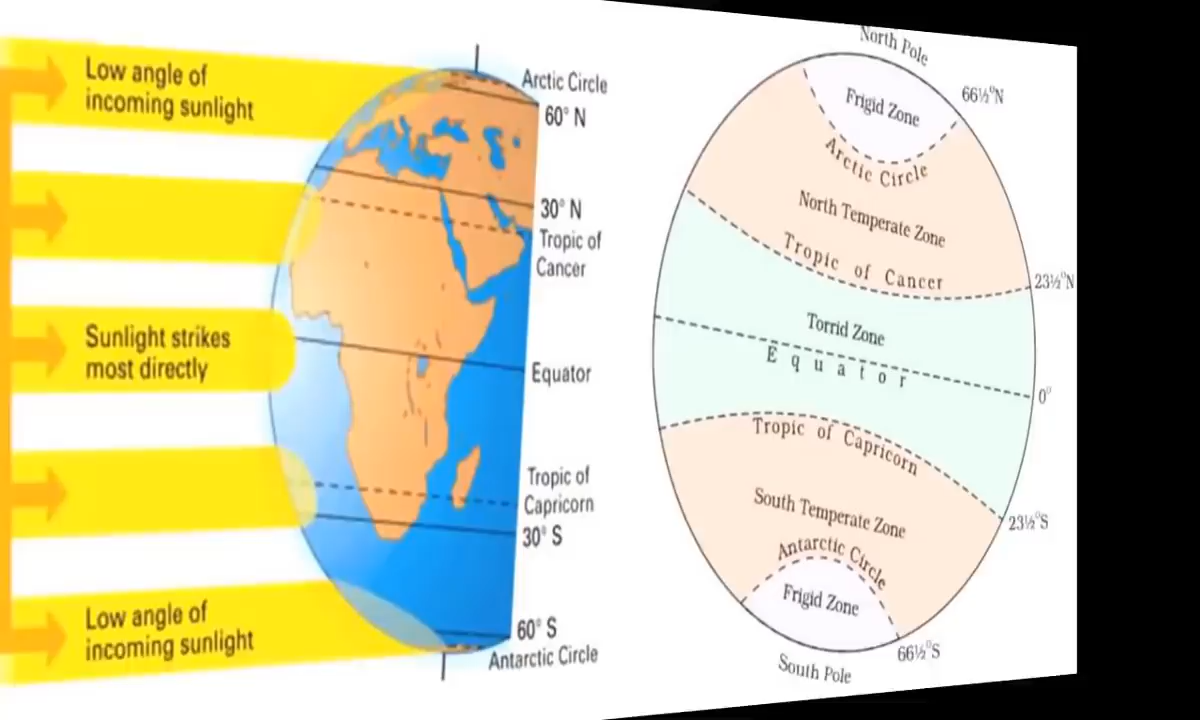 Low angle of
incoming sunlight
Sunlight strikes
most directly
Low angle of
incoming sunlight
Arctic Circle
60° N
30° N
Tropic of
Cancer
Equator
Tropic of
Capricorn
30° S
60° S
Antarctic Circle
North Pole
66½°N
Frigid Zone
Arctic Circle
North Temperate Zone
Tropic of Cancer
23½°N
Torrid Zone
Equator
0°
Tropic of Capricorn
South Temperate Zone
23½°S
Antarctic Circle
Frigid Zone
66½°S
South Pole